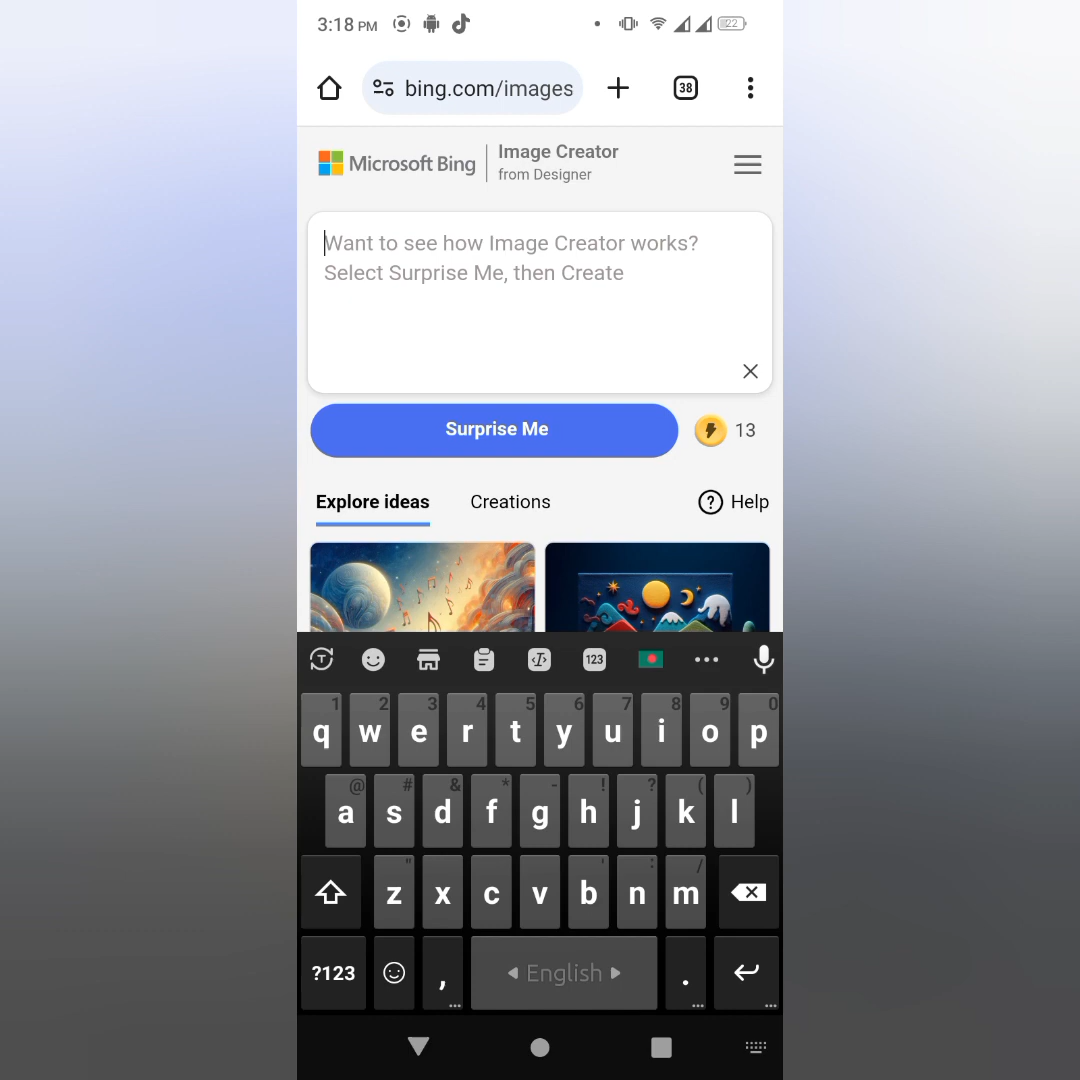 3:18 PM
22
bing.com/images
38
Microsoft Bing
Image Creator
from Designer
Want to see how Image Creator works?
Select Surprise Me, then Create
Surprise Me
13
Explore ideas
Creations
Help
123
1 2 3 4 5 6 7 8 9 0
q w e r t y u i o p
@ # & * - ! ? ( )
a s d f g h j k l
" ' : /
z x c v b n m
?123 , English .